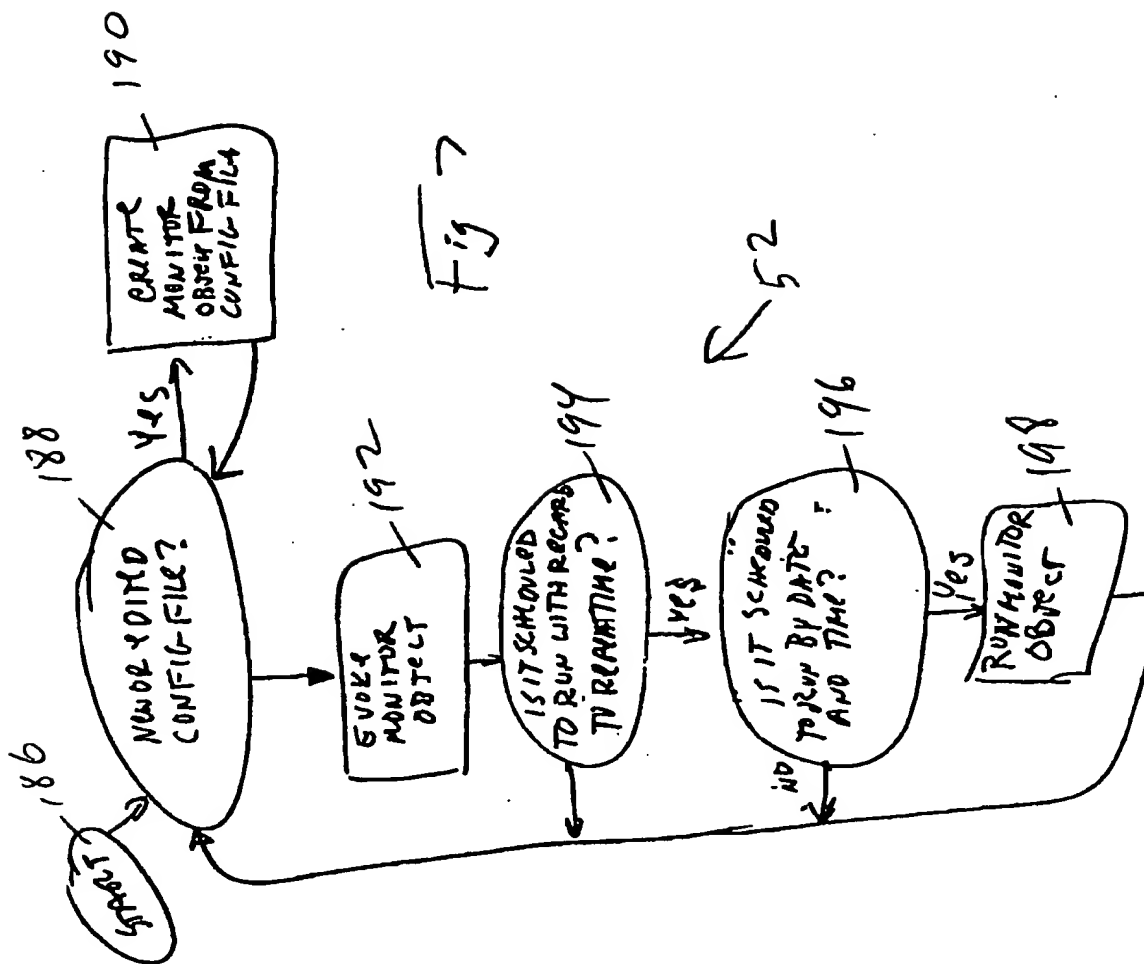 186
START
188
NEW OR EDITED
CONFIG-FILE?
Yes
190
CREATE
MONITOR
OBJECT FROM
CONFIG-FILE
192
EVOKE
MONITOR
OBJECT
Fig 7
52
194
IS IT SCHEDULED
TO RUN WITH REGARD
TO
Yes
196
IS IT SCHEDULED
TO RUN BY DATE
AND TIME?
NO
Yes
198
RUN MONITOR
OBJECT